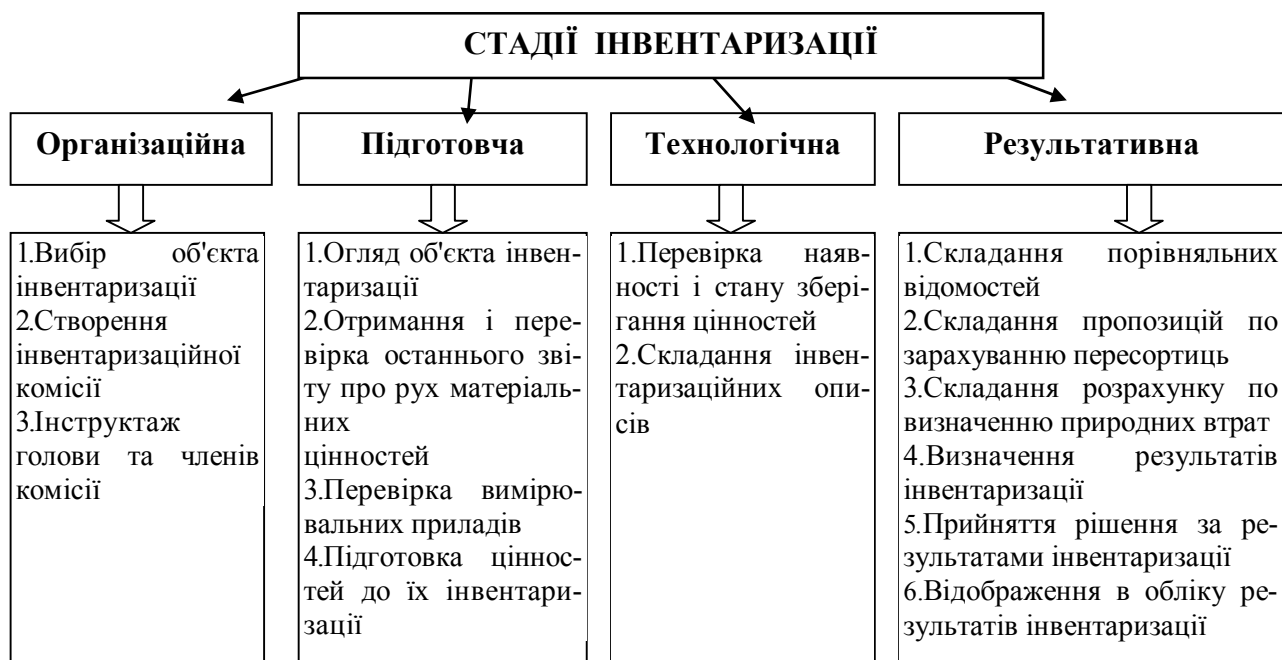 СТАДІЇ ІНВЕНТАРИЗАЦІЇ
Організаційна
Підготовча
Технологічна
Результативна
1.Вибір об'єкта
інвентаризації
2.Створення
інвентаризаційної
комісії
3.Інструктаж
голови та членів
комісії
1.Огляд об'єкта інвен-
таризації
2.Отримання і пере-
вірка останнього зві-
ту про рух матеріаль-
них
цінностей
3.Перевірка вимірю-
вальних приладів
4.Підготовка ціннос-
тей до їх інвентари-
зації
1.Перевірка наяв-
ності і стану збері-
гання цінностей
2.Складання інвен-
таризаційних опи-
сів
1.Складання порівняльних
відомостей
2.Складання пропозицій по
зарахуванню пересортиць
3.Складання розрахунку по
визначенню природних втрат
4.Визначення результатів
інвентаризації
5.Прийняття рішення за ре-
зультатами інвентаризації
6.Відображення в обліку ре-
зультатів інвентаризації